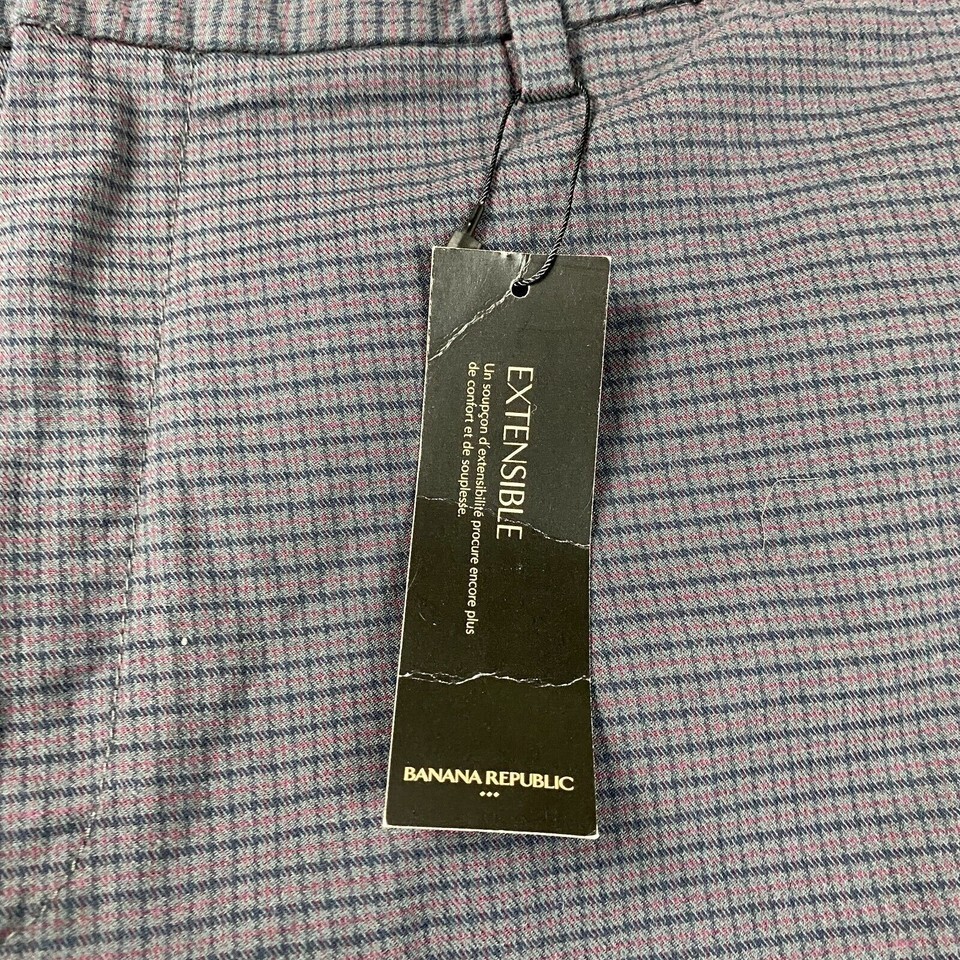 EXTENSIBLE
Un soupçon d'extensibilité procure encore plus
de confort et de souplesse.
BANANA REPUBLIC